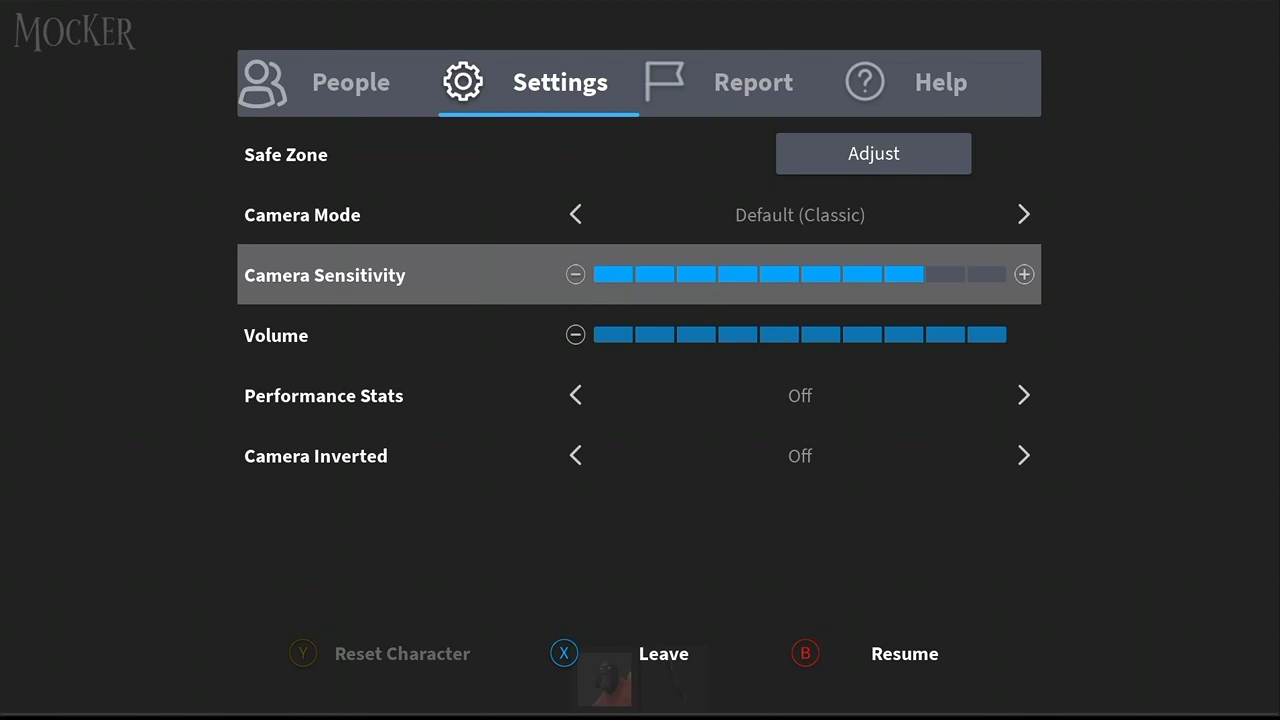 MOCKER
People Settings Report ? Help
Safe Zone Adjust
Camera Mode Default (Classic)
Camera Sensitivity
Volume
Performance Stats Off
Camera Inverted Off
Y Reset Character X Leave B Resume